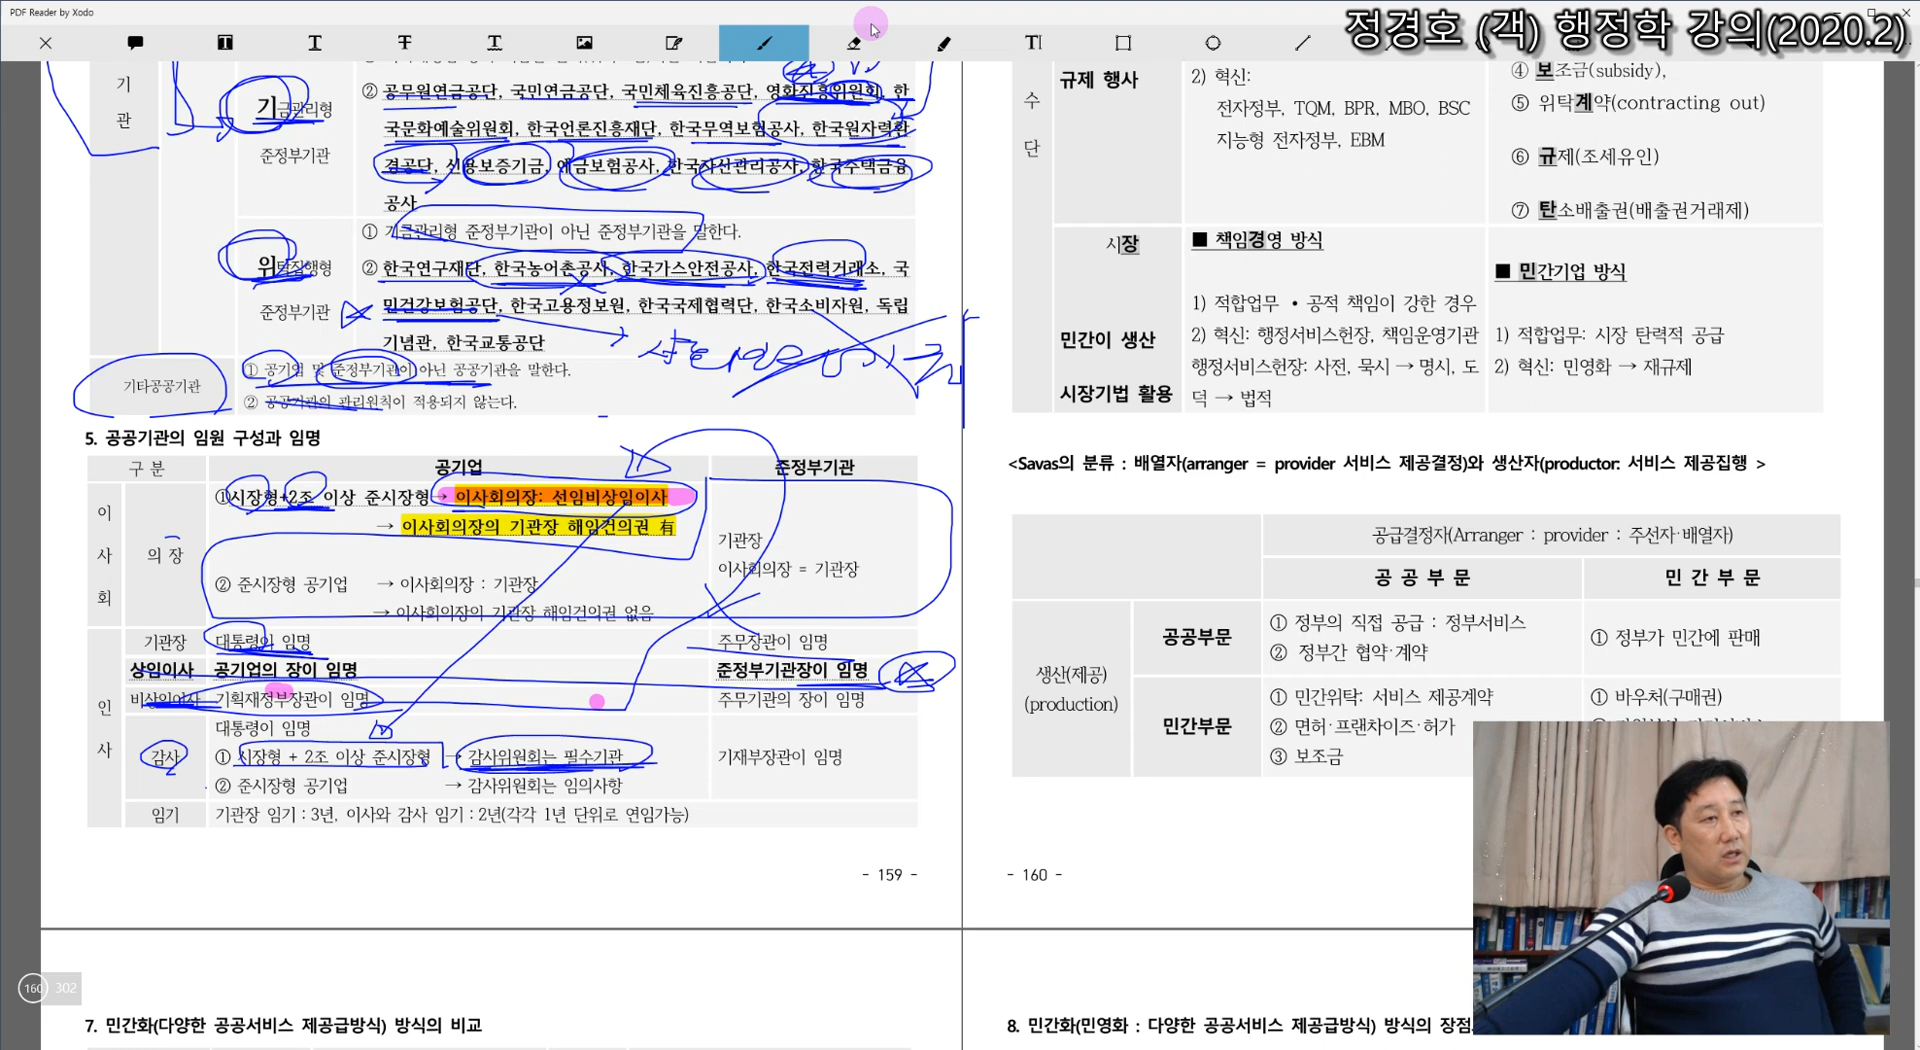 PDF Reader by Xodo
정경호 (객) 행정학 강의(2020.2)
기
관
기금관리형
준정부기관
② 공무원연금공단, 국민연금공단, 국민체육진흥공단, 영화진흥위원회, 한
국문화예술위원회, 한국언론진흥재단, 한국무역보험공사, 한국원자력환
경공단, 신용보증기금, 예금보험공사, 한국자산관리공사, 한국주택금융
공사
위탁집행형
준정부기관
① 기금관리형 준정부기관이 아닌 준정부기관을 말한다.
② 한국연구재단, 한국농어촌공사, 한국가스안전공사, 한국전력거래소, 국
민건강보험공단, 한국고용정보원, 한국국제협력단, 한국소비자원, 독립
기념관, 한국교통공단
기타공공기관
① 공기업 및 준정부기관이 아닌 공공기관을 말한다.
② 공공기관의 관리원칙이 적용되지 않는다.
5. 공공기관의 임원 구성과 임명
구 분
공기업
준정부기관
이
사
회
의 장
①시장형+2조 이상 준시장형→ 이사회의장: 선임비상임이사
→ 이사회의장의 기관장 해임건의권 有
② 준시장형 공기업 → 이사회의장 : 기관장
→ 이사회의장의 기관장 해임건의권 없음
기관장
이사회의장 = 기관장
인
사
기관장
대통령이 임명
주무장관이 임명
상임이사
공기업의 장이 임명
준정부기관장이 임명
비상임이사
기획재정부장관이 임명
주무기관의 장이 임명
감사
대통령이 임명
① 시장형 + 2조 이상 준시장형 → 감사위원회는 필수기관
② 준시장형 공기업 → 감사위원회는 임의사항
기재부장관이 임명
임기
기관장 임기 : 3년, 이사와 감사 임기 : 2년(각각 1년 단위로 연임가능)
- 159 -
160 302
7. 민간화(다양한 공공서비스 제공급방식) 방식의 비교
수
단
규제 행사
2) 혁신:
전자정부, TQM, BPR, MBO, BSC
지능형 전자정부, EBM
④ 보조금(subsidy),
⑤ 위탁계약(contracting out)
⑥ 규제(조세유인)
⑦ 탄소배출권(배출권거래제)
시장
민간이 생산
시장기법 활용
■ 책임경영 방식
1) 적합업무 • 공적 책임이 강한 경우
2) 혁신: 행정서비스헌장, 책임운영기관
행정서비스헌장: 사전, 묵시 → 명시, 도
덕 → 법적
■ 민간기업 방식
1) 적합업무: 시장 탄력적 공급
2) 혁신: 민영화 → 재규제
<Savas의 분류 : 배열자(arranger = provider 서비스 제공결정)와 생산자(productor: 서비스 제공집행 >
공급결정자(Arranger : provider : 주선자·배열자)
공 공 부 문
민 간 부 문
생산(제공)
(production)
공공부문
① 정부의 직접 공급 : 정부서비스
② 정부간 협약·계약
① 정부가 민간에 판매
민간부문
① 민간위탁: 서비스 제공계약
② 면허·프랜차이즈·허가
③ 보조금
① 바우처(구매권)
- 160 -
8. 민간화(민영화 : 다양한 공공서비스 제공급방식) 방식의 장점